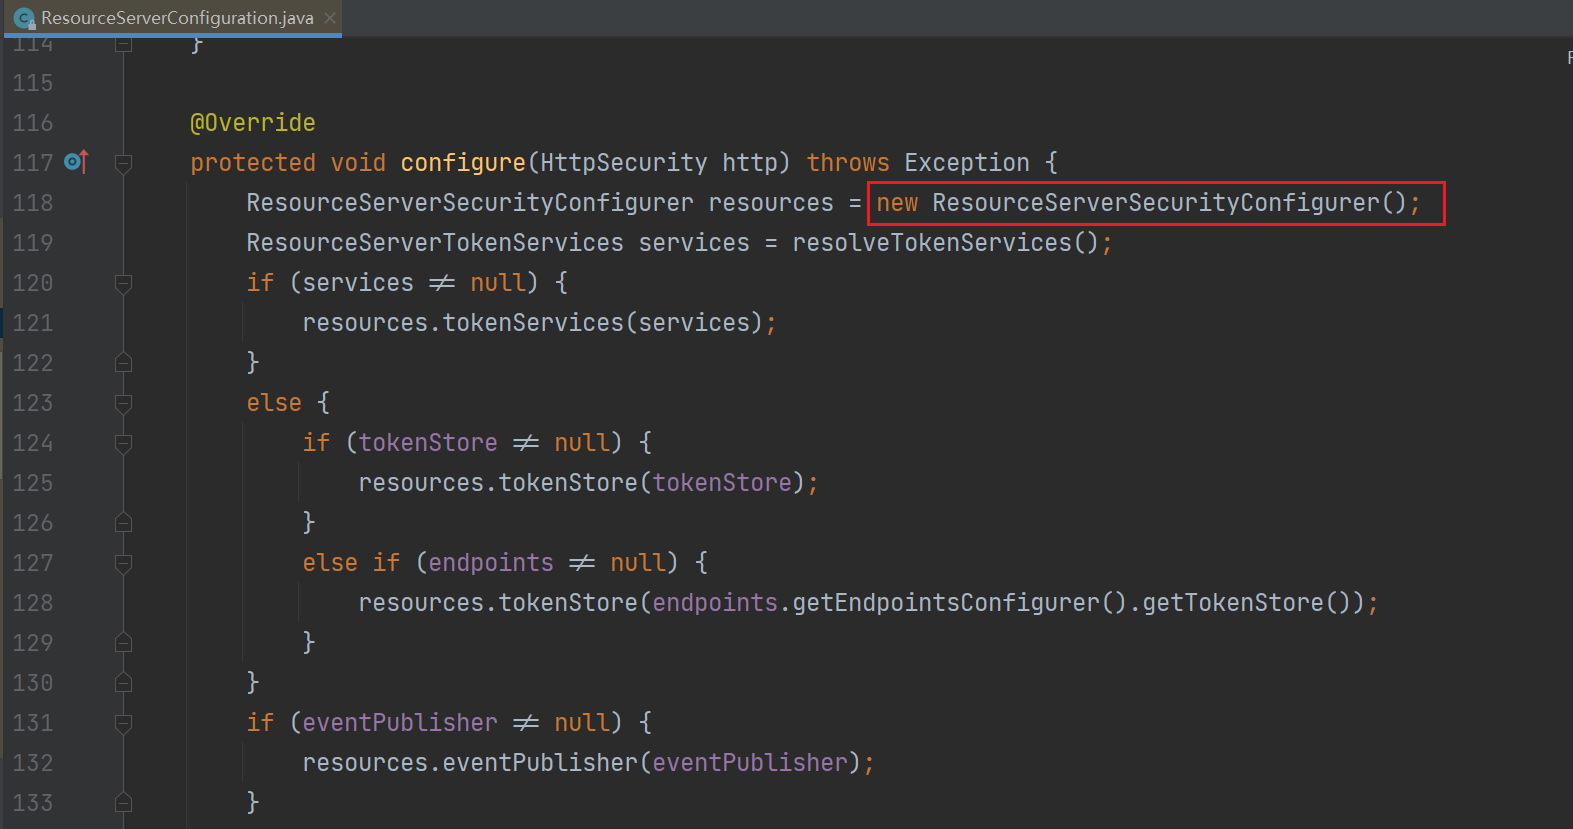 ResourceServerConfiguration.java
114 }
115
116 @Override
117 protected void configure(HttpSecurity http) throws Exception {
118 ResourceServerSecurityConfigurer resources = new ResourceServerSecurityConfigurer();
119 ResourceServerTokenServices services = resolveTokenServices();
120 if (services ≠ null) {
121 resources.tokenServices(services);
122 }
123 else {
124 if (tokenStore ≠ null) {
125 resources.tokenStore(tokenStore);
126 }
127 else if (endpoints ≠ null) {
128 resources.tokenStore(endpoints.getEndpointsConfigurer().getTokenStore());
129 }
130 }
131 if (eventPublisher ≠ null) {
132 resources.eventPublisher(eventPublisher);
133 }